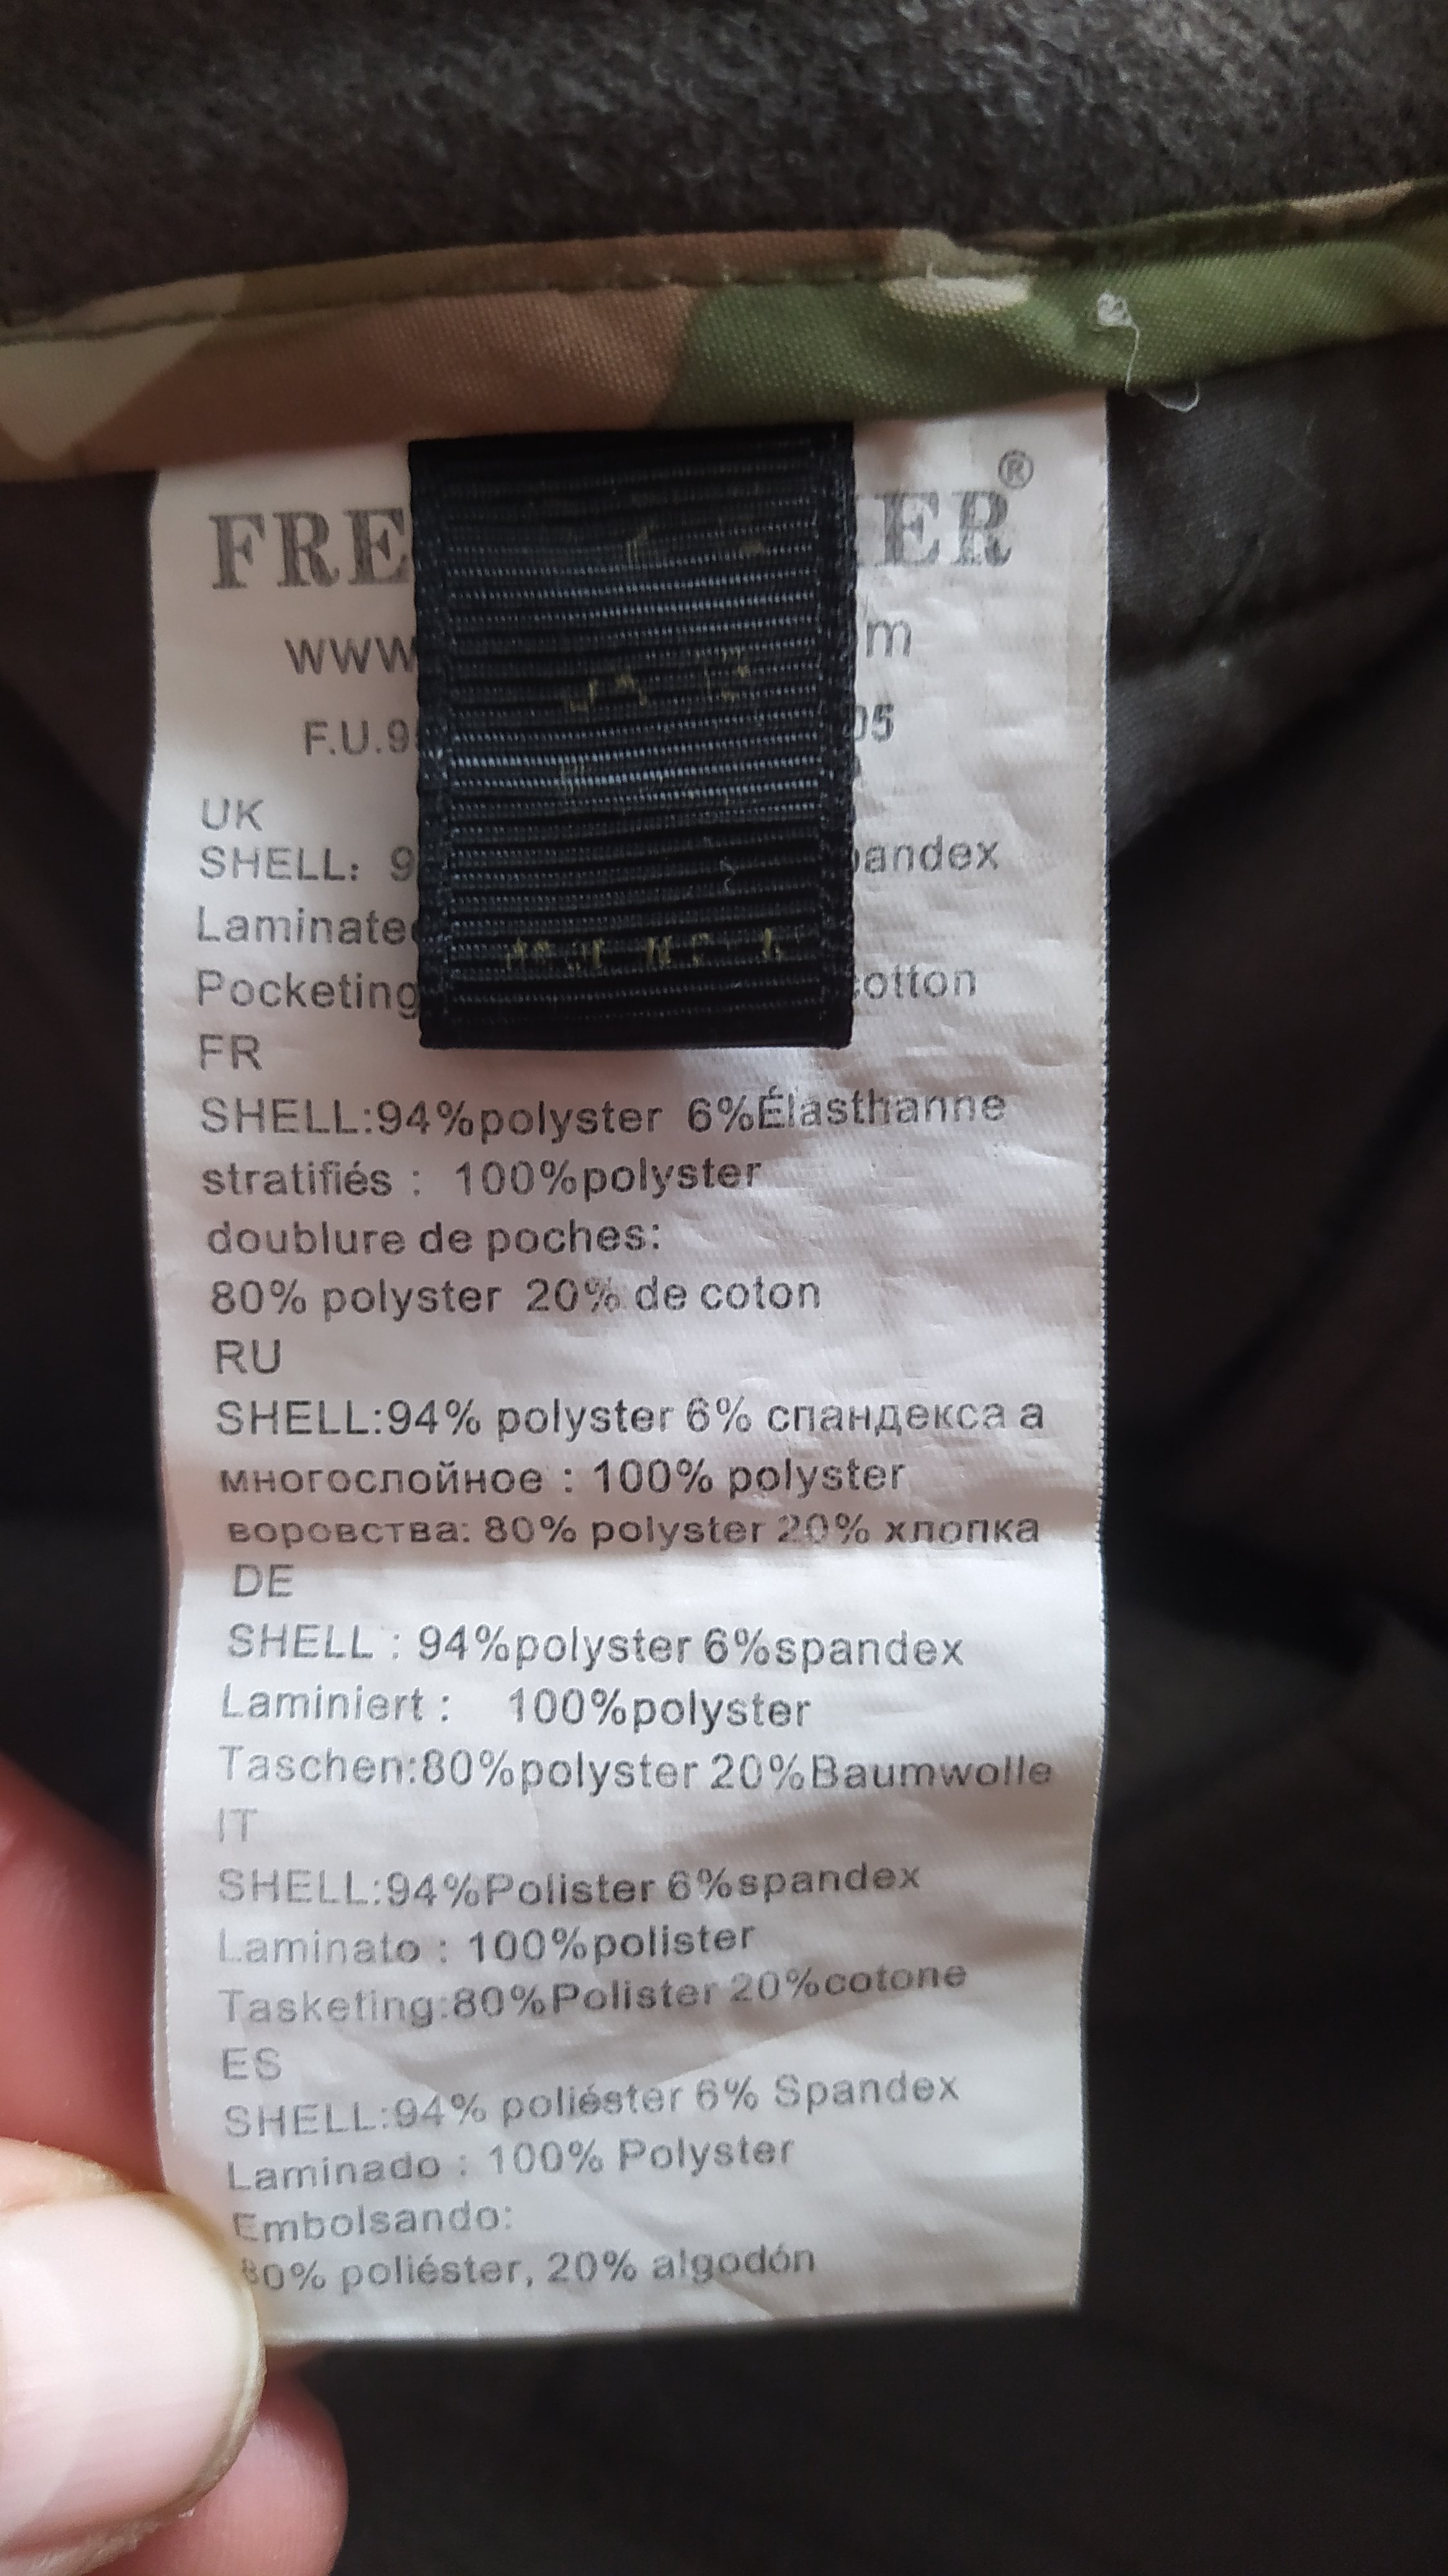 FRE ER®
www m
F.U.9 05
UK
SHELL: 9 pandex
Laminate
Pocketing cotton
FR
SHELL:94%polyster 6%Élasthanne
stratifiés : 100%polyster
doublure de poches:
80% polyster 20% de coton
RU
SHELL:94% polyster 6% спандекса а
многослойное : 100% polyster
воровства: 80% polyster 20% хлопка
DE
SHELL : 94%polyster 6%spandex
Laminiert : 100%polyster
Taschen:80%polyster 20%Baumwolle
IT
SHELL:94%Polister 6%spandex
Laminato : 100%polister
Tasketing:80%Polister 20%cotone
ES
SHELL:94% poliéster 6% Spandex
Laminado : 100% Polyster
Embolsando:
80% poliéster, 20% algodón